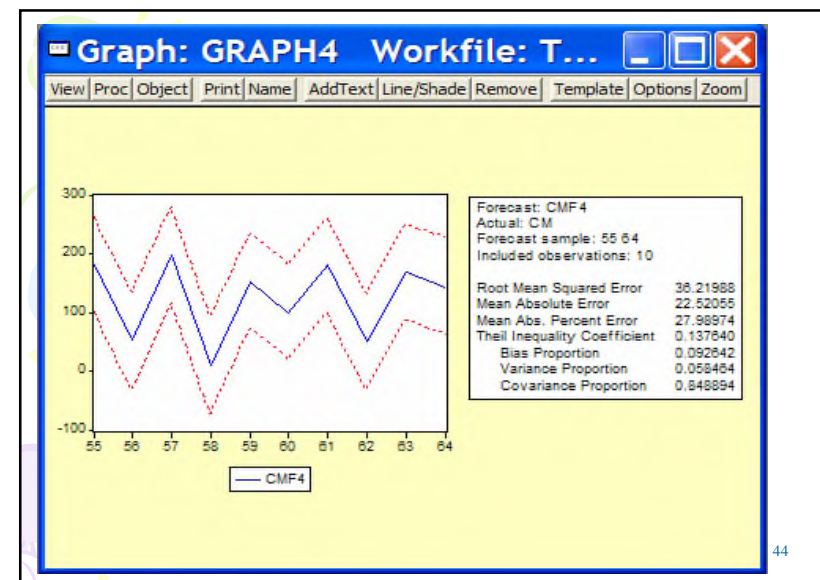 Graph: GRAPH4 Workfile: T...
View Proc Object Print Name AddText Line/Shade Remove Template Options Zoom
300
200
100
0
-100
55 56 57 58 59 60 61 62 63 64
CMF4
Forecast: CMF4
Actual: CM
Forecast sample: 55 64
Included observations: 10
Root Mean Squared Error 36.21988
Mean Absolute Error 22.52055
Mean Abs. Percent Error 27.98974
Theil Inequality Coefficient 0.137640
Bias Proportion 0.092642
Variance Proportion 0.058464
Covariance Proportion 0.848894
44